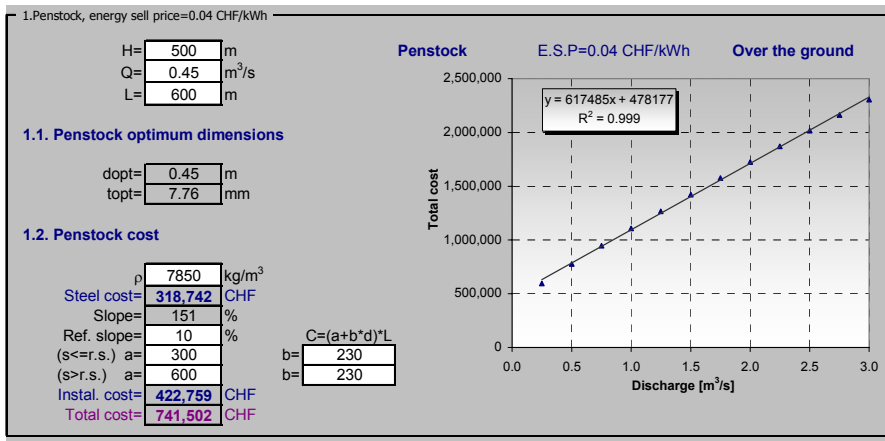 1.Penstock, energy sell price=0.04 CHF/kWh
H= 500 m
Q= 0.45 m³/s
L= 600 m
1.1. Penstock optimum dimensions
dopt= 0.45 m
topt= 7.76 mm
1.2. Penstock cost
ρ 7850 kg/m³
Steel cost= 318,742 CHF
Slope= 151 %
Ref. slope= 10 % C=(a+b*d)*L
(s<=r.s.) a= 300 b= 230
(s>r.s.) a= 600 b= 230
Instal. cost= 422,759 CHF
Total cost= 741,502 CHF
Penstock E.S.P=0.04 CHF/kWh Over the ground
y = 617485x + 478177
R² = 0.999
Total cost
2,500,000
2,000,000
1,500,000
1,000,000
500,000
0
0.0 0.5 1.0 1.5 2.0 2.5 3.0
Discharge [m³/s]